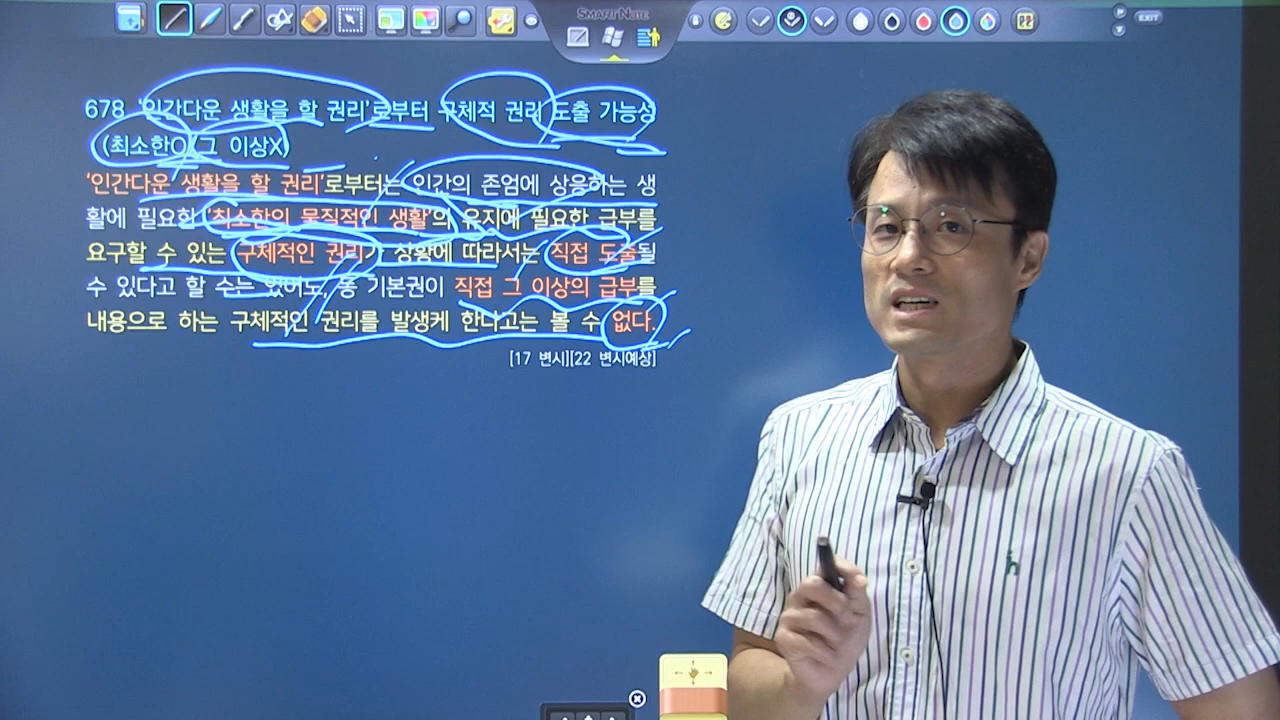 SMART NOTE
EXIT
678 '인간다운 생활을 할 권리'로부터 구체적 권리 도출 가능성
(최소한O)(그 이상X)
'인간다운 생활을 할 권리'로부터는 인간의 존엄에 상응하는 생
활에 필요한 '최소한의 물질적인 생활'의 유지에 필요한 급부를
요구할 수 있는 구체적인 권리가 상황에 따라서는 직접 도출될
수 있다고 할 수는 있어도, 동 기본권이 직접 그 이상의 급부를
내용으로 하는 구체적인 권리를 발생케 한다고는 볼 수 없다.
[17 변시][22 변시예상]